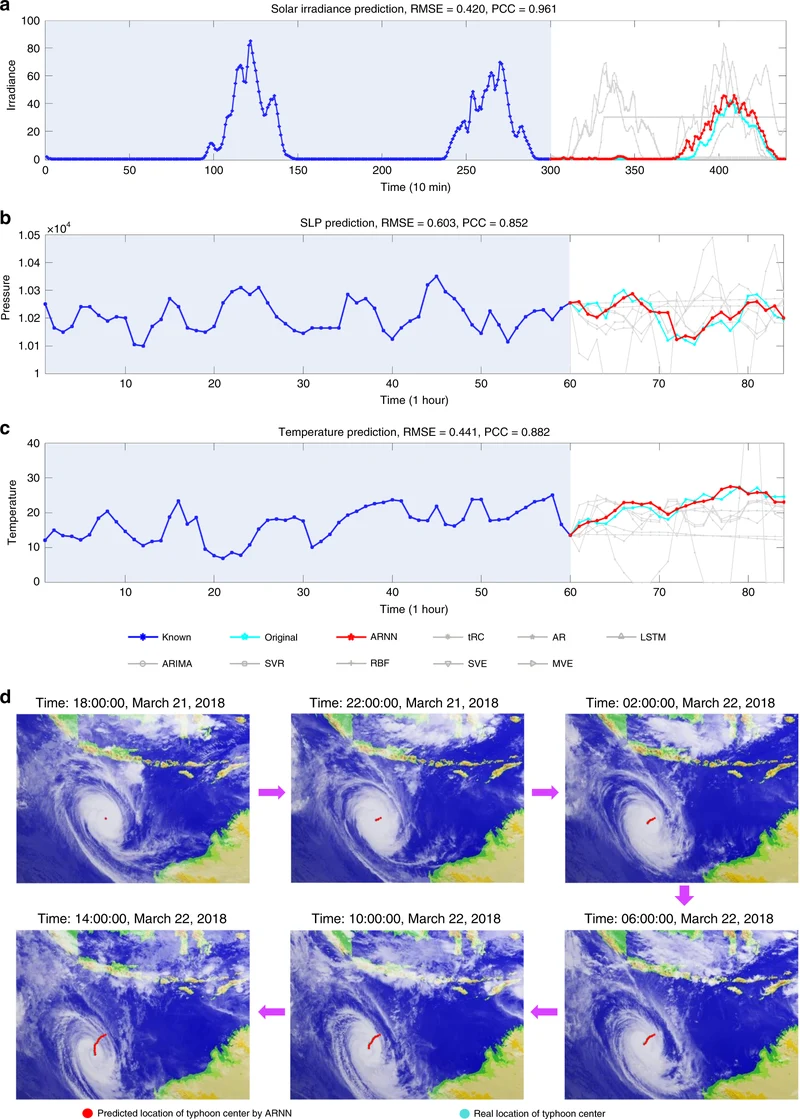 a
Solar irradiance prediction, RMSE = 0.420, PCC = 0.961
Irradiance
100
80
60
40
20
0
0 50 100 150 200 250 300 350 400
Time (10 min)
b
SLP prediction, RMSE = 0.603, PCC = 0.852
×10⁴
Pressure
1.05
1.04
1.03
1.02
1.01
1
10 20 30 40 50 60 70 80
Time (1 hour)
c
Temperature prediction, RMSE = 0.441, PCC = 0.882
Temperature
40
30
20
10
0
10 20 30 40 50 60 70 80
Time (1 hour)
Known Original ARNN tRC AR LSTM
ARIMA SVR RBF SVE MVE
d
Time: 18:00:00, March 21, 2018 Time: 22:00:00, March 21, 2018 Time: 02:00:00, March 22, 2018
Time: 14:00:00, March 22, 2018 Time: 10:00:00, March 22, 2018 Time: 06:00:00, March 22, 2018
Predicted location of typhoon center by ARNN Real location of typhoon center